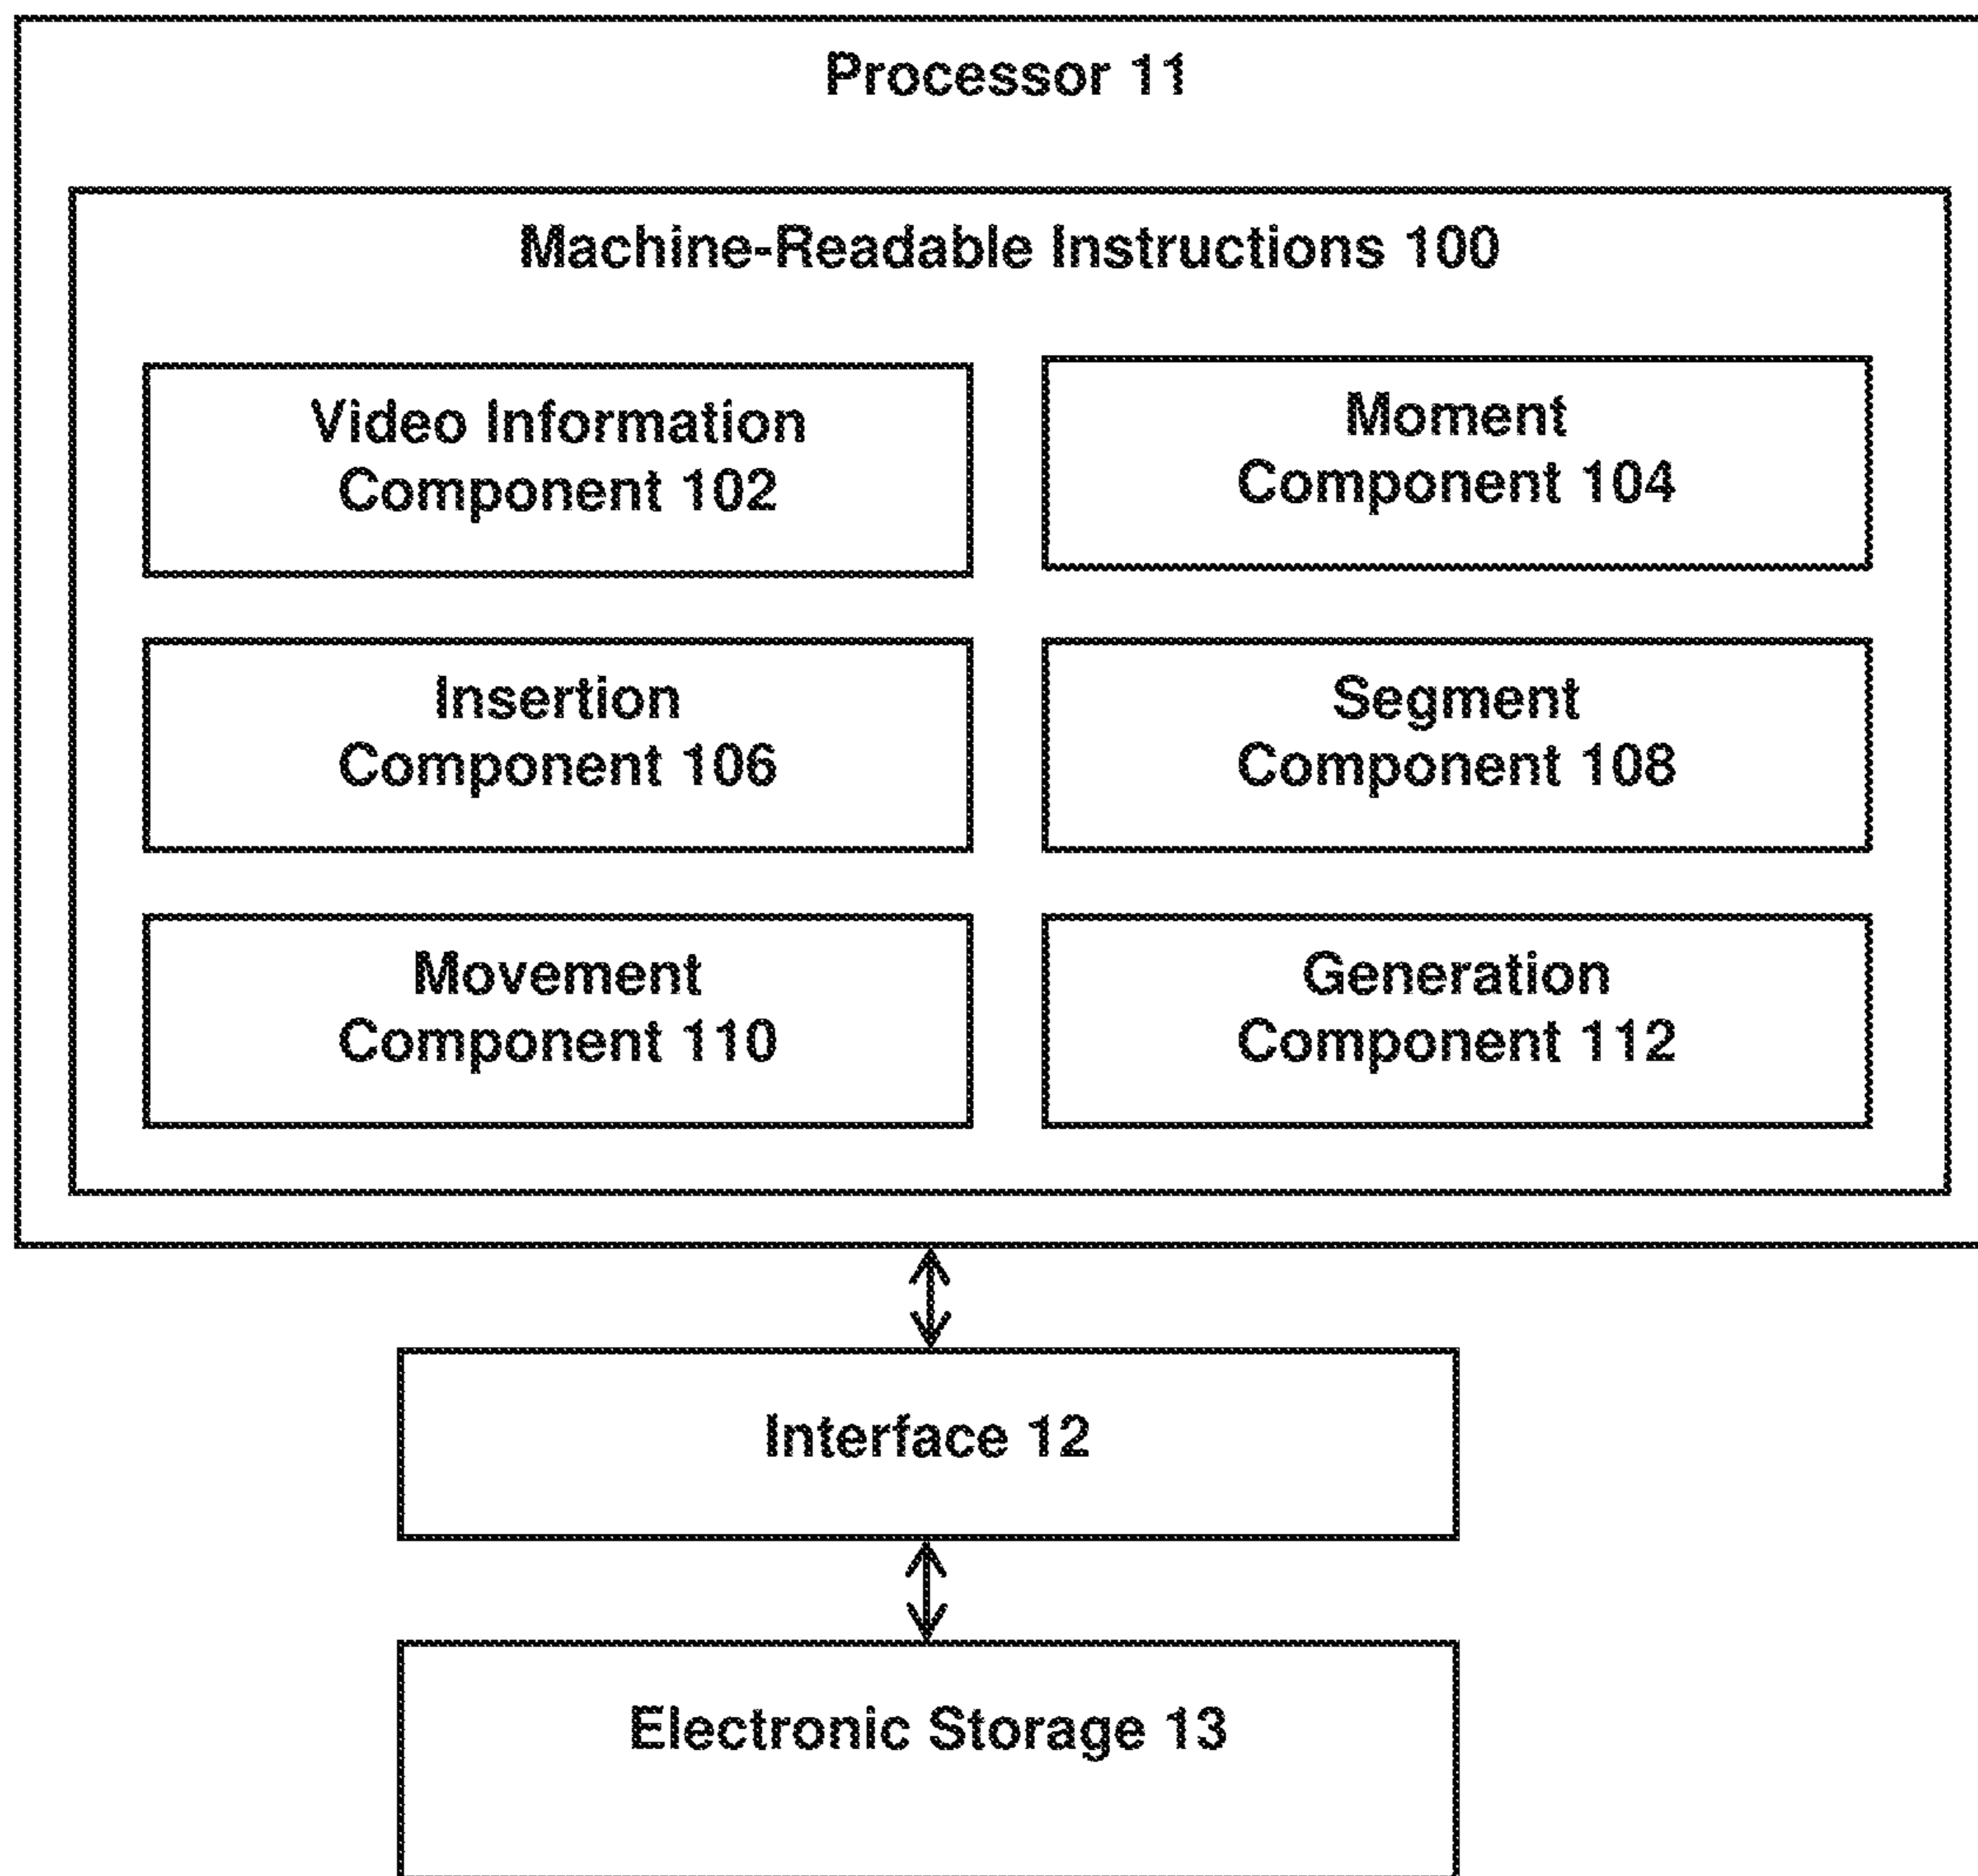 Processor 11
Machine-Readable Instructions 100
Video Information
Component 102
Moment
Component 104
Insertion
Component 106
Segment
Component 108
Movement
Component 110
Generation
Component 112
Interface 12
Electronic Storage 13